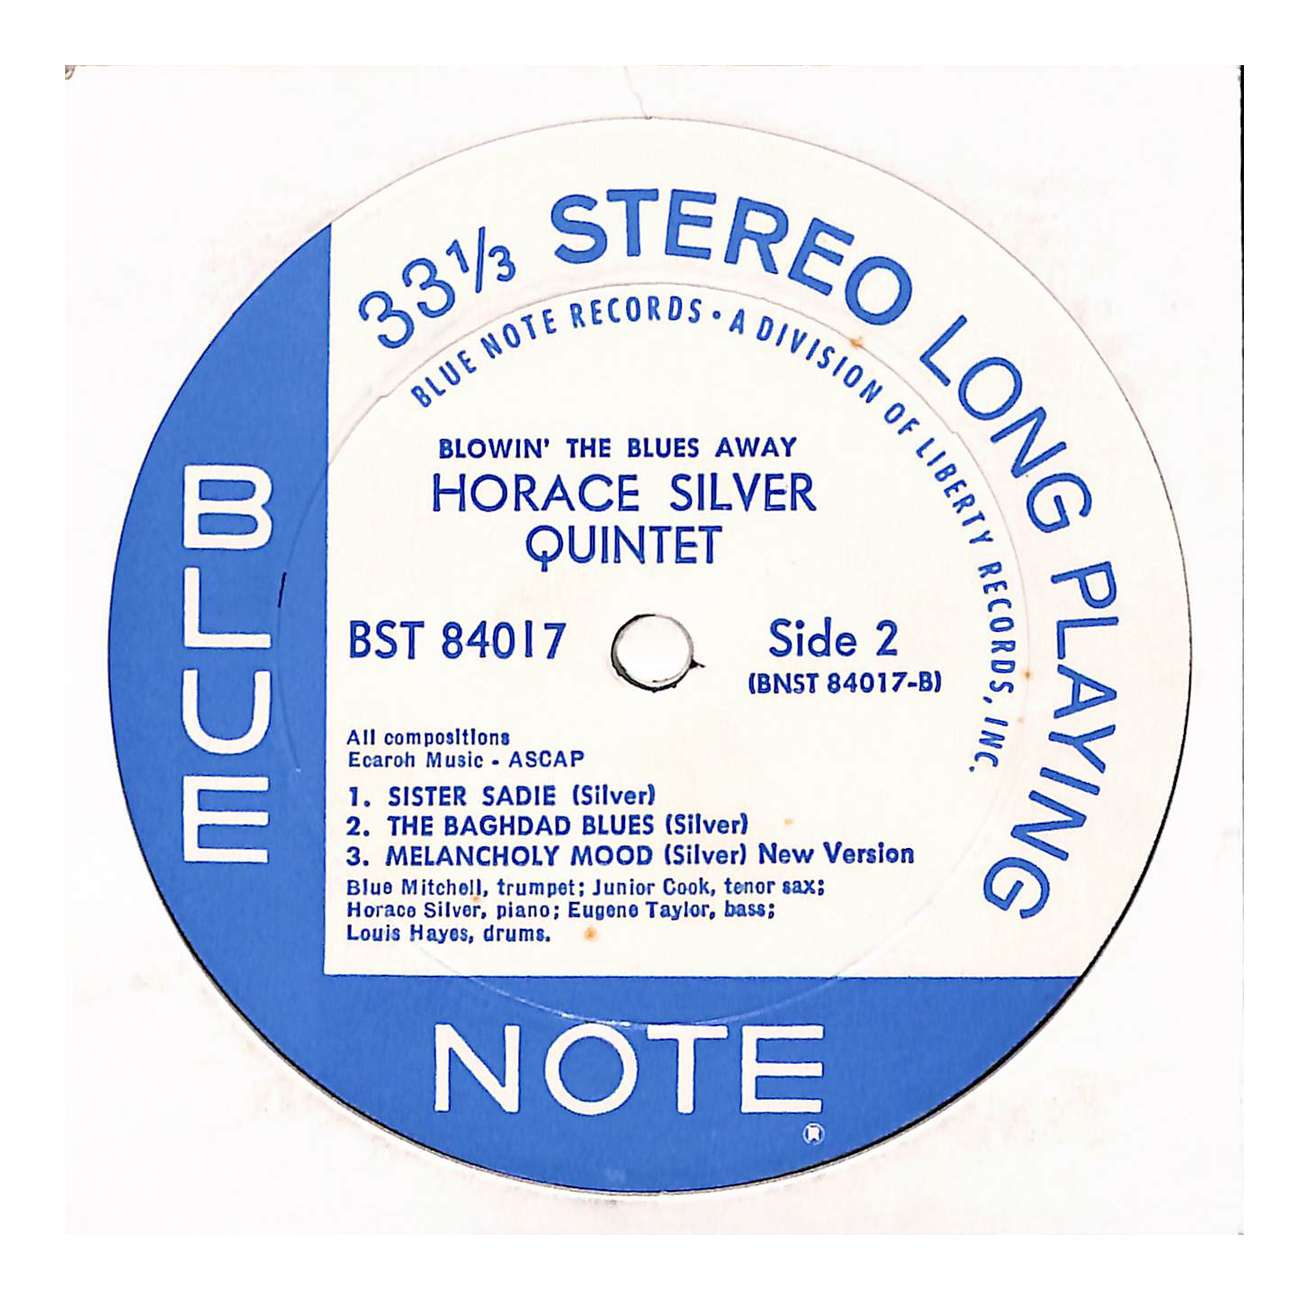 33⅓ STEREO LONG PLAYING
BLUE NOTE RECORDS · A DIVISION OF LIBERTY RECORDS, INC.
BLOWIN' THE BLUES AWAY
HORACE SILVER
QUINTET
BST 84017
Side 2
(BNST 84017-B)
All compositions
Ecaroh Music - ASCAP
1. SISTER SADIE (Silver)
2. THE BAGHDAD BLUES (Silver)
3. MELANCHOLY MOOD (Silver) New Version
Blue Mitchell, trumpet; Junior Cook, tenor sax;
Horace Silver, piano; Eugene Taylor, bass;
Louis Hayes, drums.
BLUE
NOTE
®